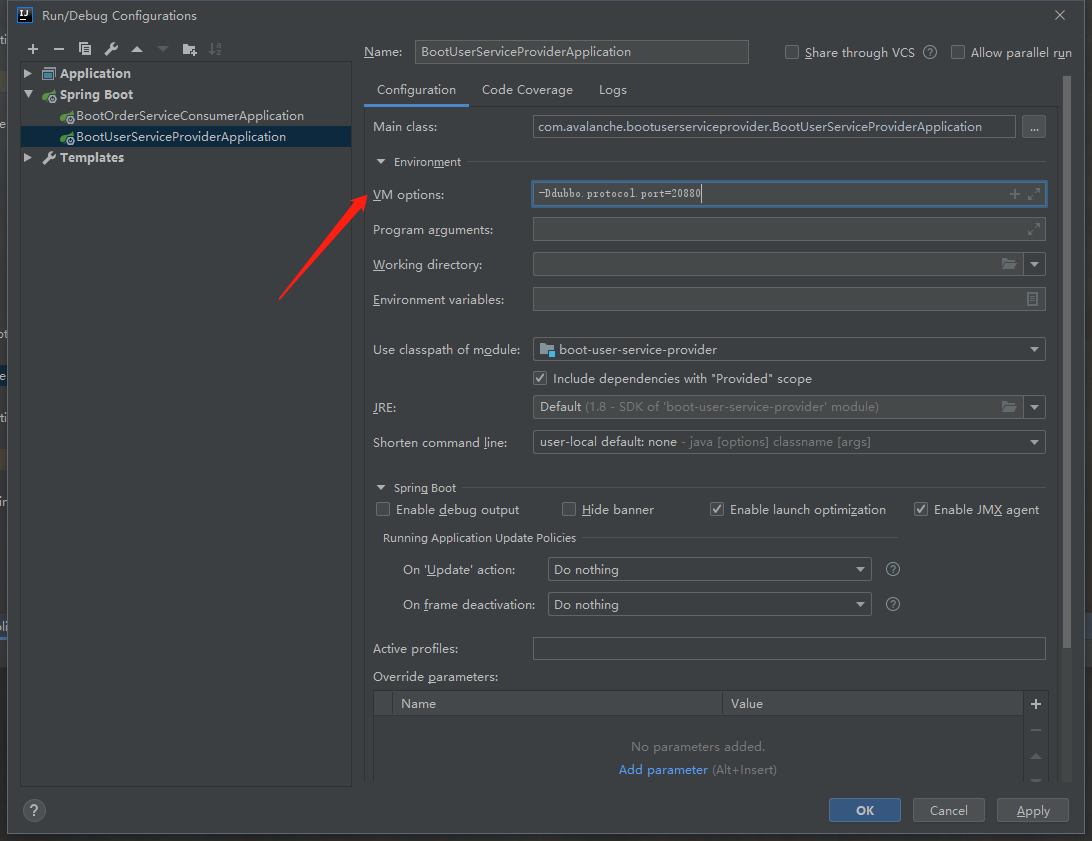 Run/Debug Configurations
Application
Spring Boot
BootOrderServiceConsumerApplication
BootUserServiceProviderApplication
Templates
Name: BootUserServiceProviderApplication
Share through VCS
Allow parallel run
Configuration Code Coverage Logs
Main class: com.avalanche.bootuserserviceprovider.BootUserServiceProviderApplication ...
Environment
VM options: -Ddubbo.protocol.port=20880
Program arguments:
Working directory:
Environment variables:
Use classpath of module: boot-user-service-provider
Include dependencies with "Provided" scope
JRE: Default (1.8 - SDK of 'boot-user-service-provider' module)
Shorten command line: user-local default: none - java [options] classname [args]
Spring Boot
Enable debug output Hide banner Enable launch optimization Enable JMX agent
Running Application Update Policies
On 'Update' action: Do nothing
On frame deactivation: Do nothing
Active profiles:
Override parameters:
Name Value
No parameters added.
Add parameter (Alt+Insert)
OK Cancel Apply